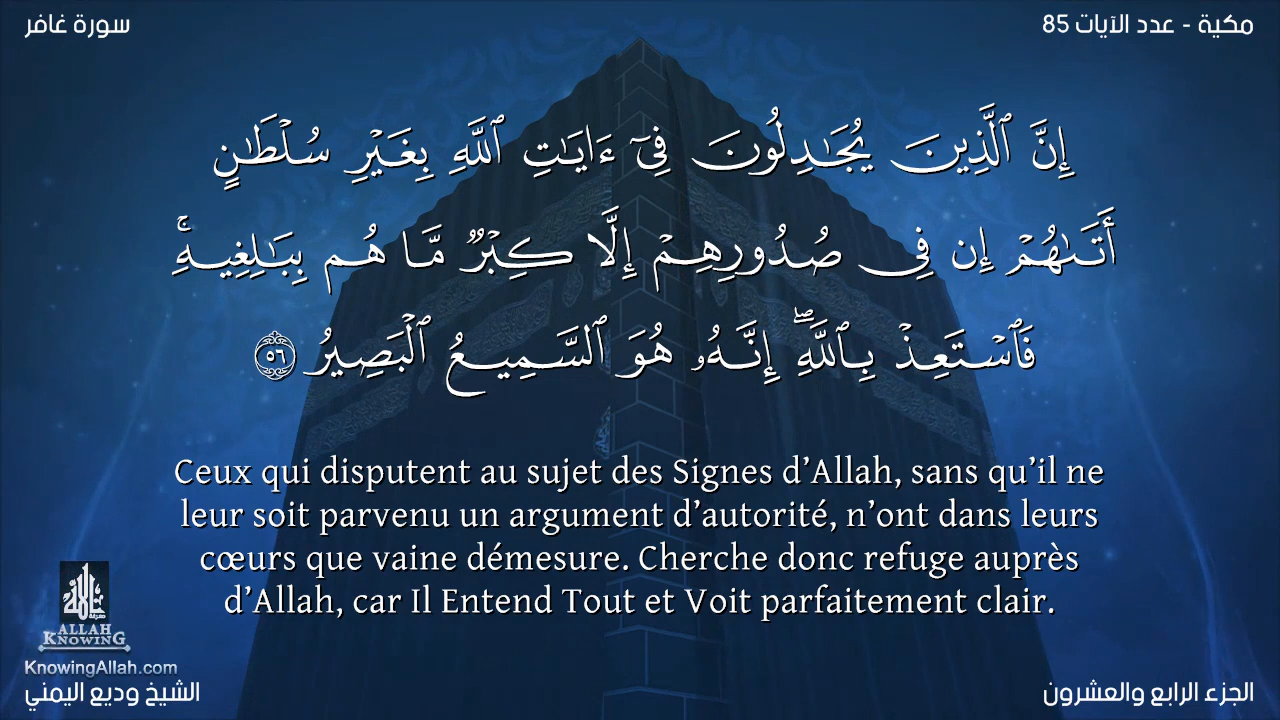 سورة غافر
مكية - عدد الآيات 85
إِنَّ ٱلَّذِينَ يُجَـٰدِلُونَ فِىٓ ءَايَـٰتِ ٱللَّهِ بِغَيْرِ سُلْطَـٰنٍ
أَتَىٰهُمْ إِن فِى صُدُورِهِمْ إِلَّا كِبْرٌ مَّا هُم بِبَـٰلِغِيهِ ۚ
فَٱسْتَعِذْ بِٱللَّهِ ۖ إِنَّهُۥ هُوَ ٱلسَّمِيعُ ٱلْبَصِيرُ ٥٦
Ceux qui disputent au sujet des Signes d’Allah, sans qu’il ne
leur soit parvenu un argument d’autorité, n’ont dans leurs
cœurs que vaine démesure. Cherche donc refuge auprès
d’Allah, car Il Entend Tout et Voit parfaitement clair.
ALLAH
KNOWING
KnowingAllah.com
الشيخ وديع اليمني
الجزء الرابع والعشرون